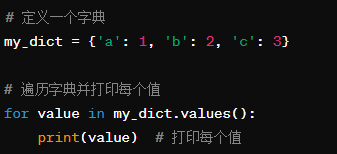 # 定义一个字典
my_dict = {'a': 1, 'b': 2, 'c': 3}
# 遍历字典并打印每个值
for value in my_dict.values():
    print(value)  # 打印每个值